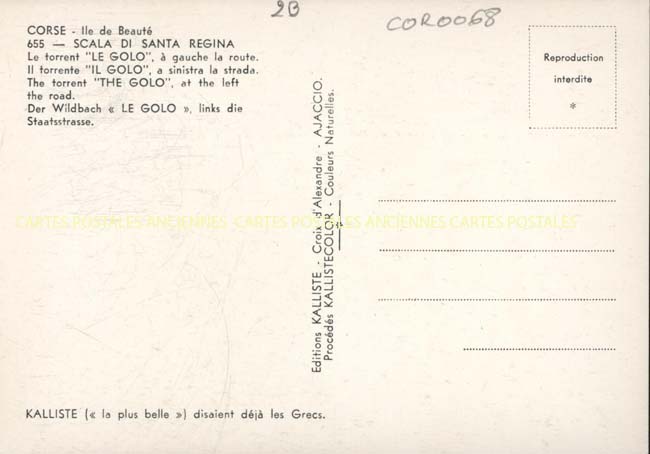 2B
COR0068
CORSE - Ile de Beauté
655 — SCALA DI SANTA REGINA
Le torrent "LE GOLO", à gauche la route.
Il torrente "IL GOLO", a sinistra la strada.
The torrent "THE GOLO", at the left
the road.
Der Wildbach « LE GOLO », links die
Staatsstrasse.
Reproduction
interdite
*
Editions KALLISTE - Croix d'Alexandre - AJACCIO.
Procédés KALLISTECOLOR - Couleurs Naturelles.
CARTES POSTALES ANCIENNES CARTES POSTALES ANCIENNES CARTES POSTALES
KALLISTE (« la plus belle ») disaient déjà les Grecs.